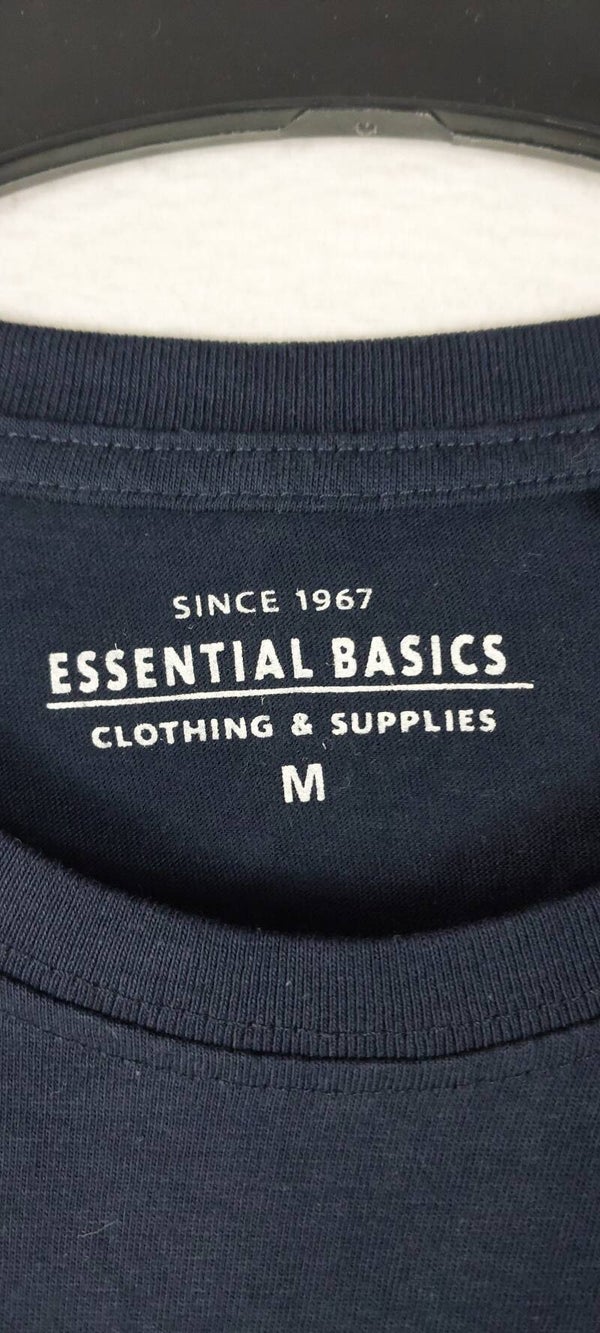 SINCE 1967
ESSENTIAL BASICS
CLOTHING & SUPPLIES
M